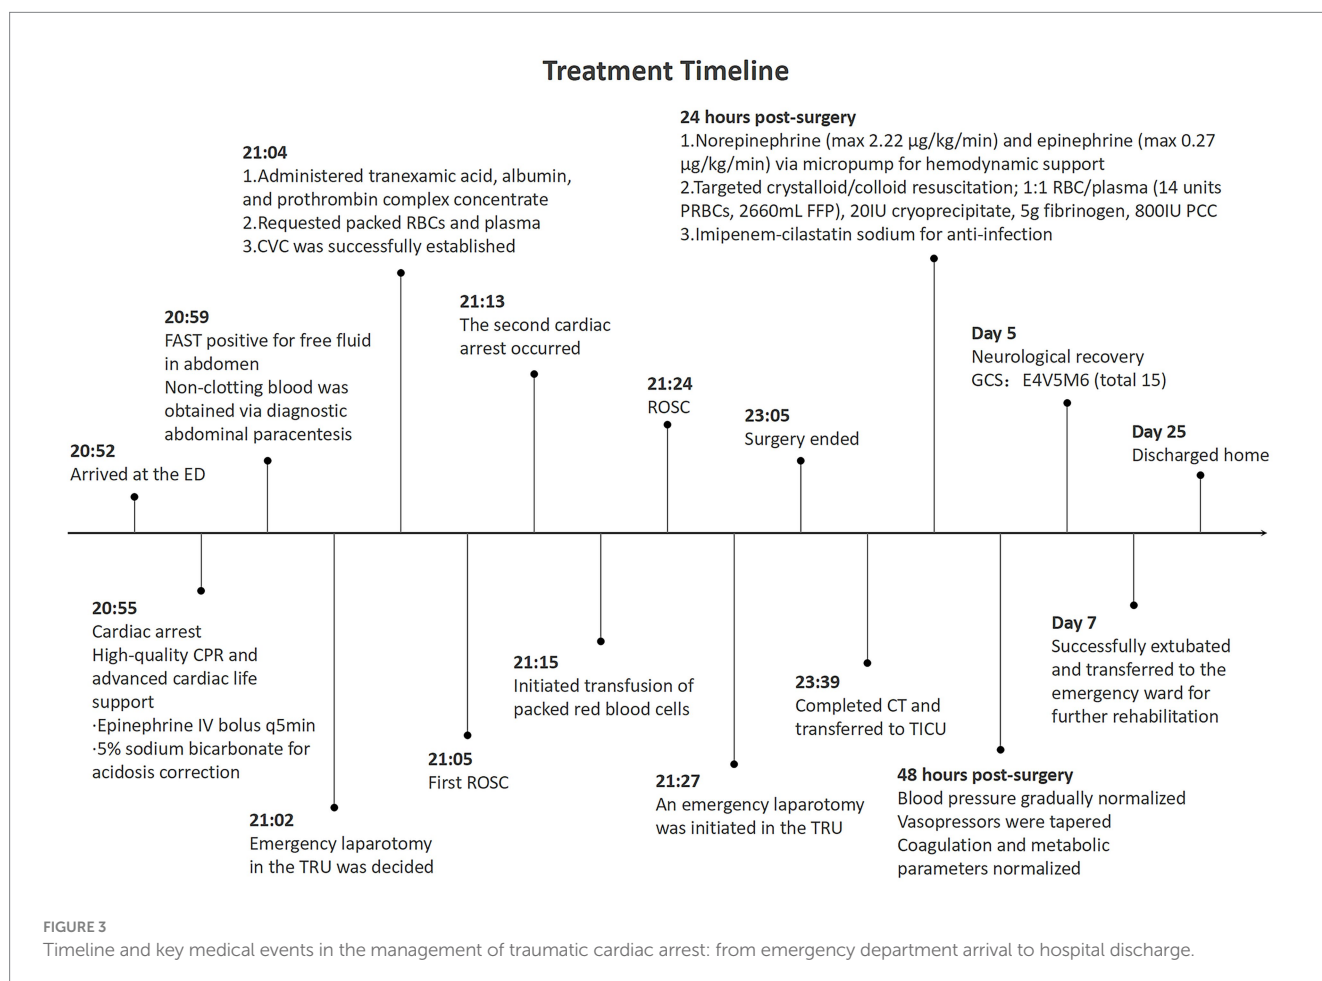 Treatment Timeline
20:52
Arrived at the ED
20:55
Cardiac arrest
High-quality CPR and
advanced cardiac life
support
·Epinephrine IV bolus q5min
·5% sodium bicarbonate for
acidosis correction
20:59
FAST positive for free fluid
in abdomen
Non-clotting blood was
obtained via diagnostic
abdominal paracentesis
21:02
Emergency laparotomy
in the TRU was decided
21:04
1.Administered tranexamic acid, albumin,
and prothrombin complex concentrate
2.Requested packed RBCs and plasma
3.CVC was successfully established
21:05
First ROSC
21:13
The second cardiac
arrest occurred
21:15
Initiated transfusion of
packed red blood cells
21:24
ROSC
21:27
An emergency laparotomy
was initiated in the TRU
23:05
Surgery ended
23:39
Completed CT and
transferred to TICU
24 hours post-surgery
1.Norepinephrine (max 2.22 μg/kg/min) and epinephrine (max 0.27
μg/kg/min) via micropump for hemodynamic support
2.Targeted crystalloid/colloid resuscitation; 1:1 RBC/plasma (14 units
PRBCs, 2660mL FFP), 20IU cryoprecipitate, 5g fibrinogen, 800IU PCC
3.Imipenem-cilastatin sodium for anti-infection
48 hours post-surgery
Blood pressure gradually normalized
Vasopressors were tapered
Coagulation and metabolic
parameters normalized
Day 5
Neurological recovery
GCS： E4V5M6 (total 15)
Day 7
Successfully extubated
and transferred to the
emergency ward for
further rehabilitation
Day 25
Discharged home
FIGURE 3
Timeline and key medical events in the management of traumatic cardiac arrest: from emergency department arrival to hospital discharge.